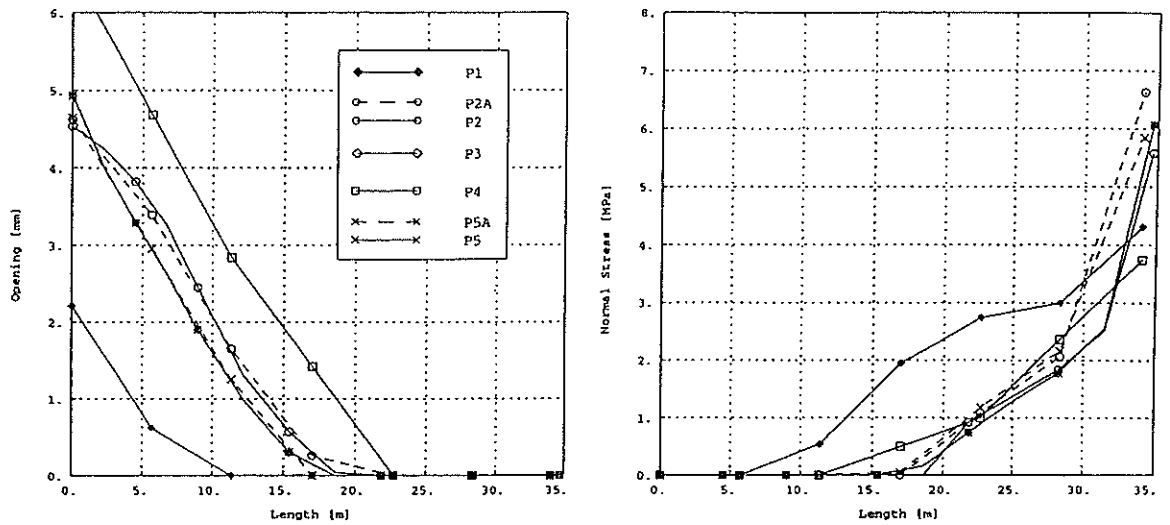 6.
5.
4.
3.
2.
1.
0.
Opening [mm]
0. 5. 10. 15. 20. 25. 30. 35.
Length [m]
P1
P2A
P2
P3
P4
P5A
P5
8.
7.
6.
5.
4.
3.
2.
1.
0.
Normal Stress [MPa]
0. 5. 10. 15. 20. 25. 30. 35.
Length [m]